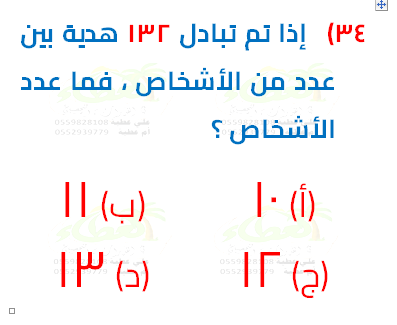 ٣٤) إذا تم تبادل ١٣٢ هدية بين
عدد من الأشخاص ، فما عدد
الأشخاص ؟
(أ) ١٠ (ب) ١١
(ج) ١٢ (د) ١٣